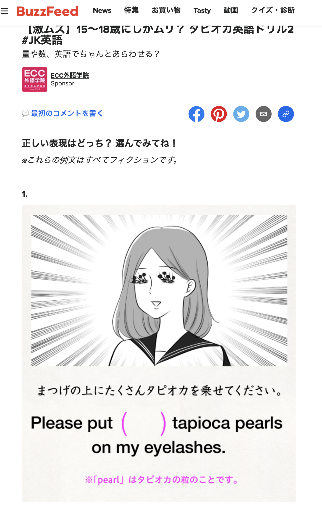 BuzzFeed News 特集 お買い物 Tasty 動画 クイズ・診断
【激ムズ】15〜18歳にしかムリ？ タピオカ英語ドリル2
#JK英語
量や数、英語でちゃんとあらわせる？
ECC外語学院
ECC外語学院
Sponsor
最初のコメントを書く
正しい表現はどっち？ 選んでみてね！
※これらの例文はすべてフィクションです。
1.
まつげの上にたくさんタピオカを乗せてください。
Please put ( ) tapioca pearls
on my eyelashes.
※「pearl」はタピオカの粒のことです。